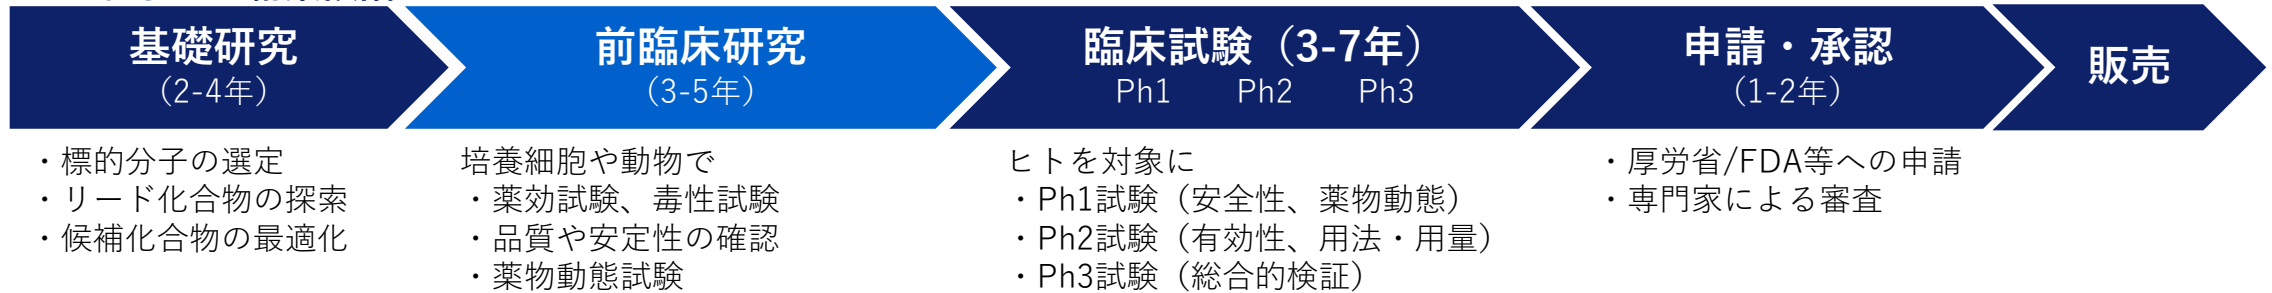 基礎研究
（2-4年）
前臨床研究
（3-5年）
臨床試験（3-7年）
Ph1 Ph2 Ph3
申請・承認
（1-2年）
販売
・標的分子の選定
・リード化合物の探索
・候補化合物の最適化
培養細胞や動物で
・薬効試験、毒性試験
・品質や安定性の確認
・薬物動態試験
ヒトを対象に
・Ph1試験（安全性、薬物動態）
・Ph2試験（有効性、用法・用量）
・Ph3試験（総合的検証）
・厚労省/FDA等への申請
・専門家による審査